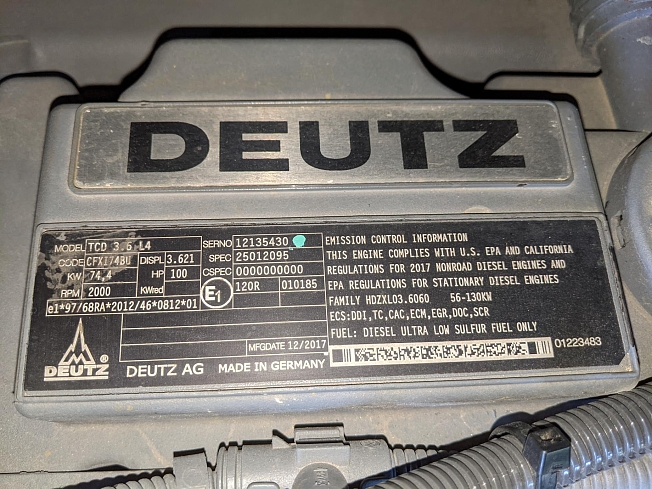 DEUTZ
MODEL TCD 3.6 L4
CODE CFXI74BU DISPL 3.621
KW 74,4 HP 100
RPM 2000 KWred
e1*97/68RA*2012/46*0812*01
SERNO 12135430
SPEC 25012095
CSPEC 0000000000
E1 120R 010185
MFGDATE 12/2017
DEUTZ ® DEUTZ AG MADE IN GERMANY
EMISSION CONTROL INFORMATION
THIS ENGINE COMPLIES WITH U.S. EPA AND CALIFORNIA
REGULATIONS FOR 2017 NONROAD DIESEL ENGINES AND
EPA REGULATIONS FOR STATIONARY DIESEL ENGINES
FAMILY HDZXL03.6060 56-130KW
ECS:DDI,TC,CAC,ECM,EGR,DOC,SCR
FUEL: DIESEL ULTRA LOW SULFUR FUEL ONLY
01223483